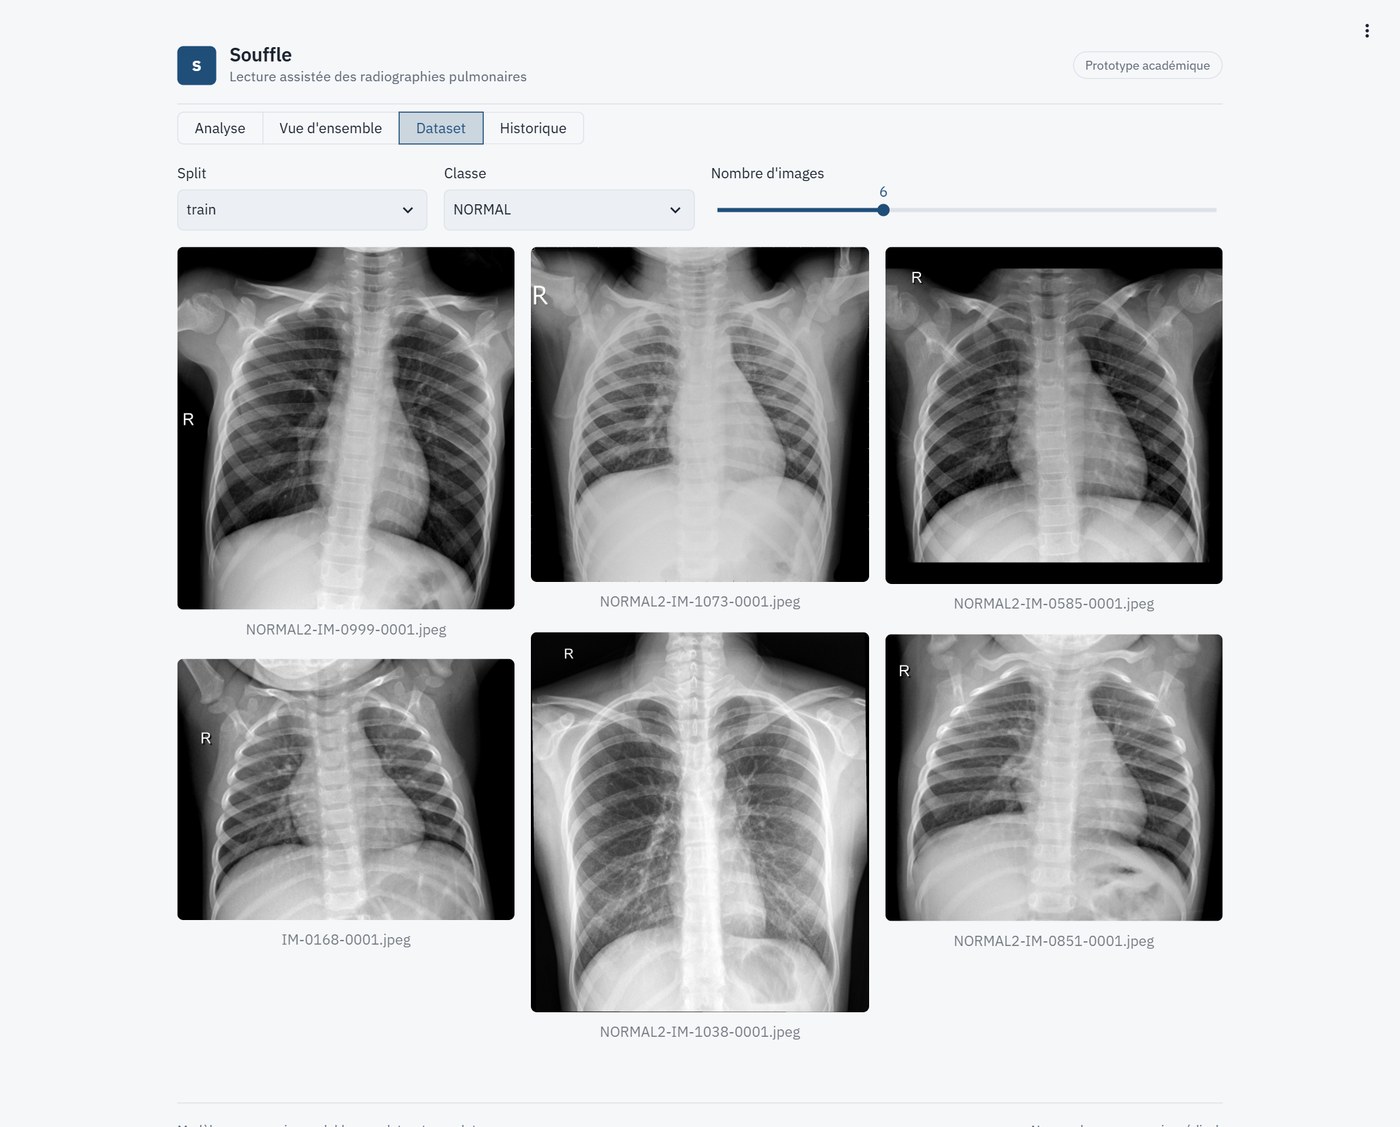 S
Souffle
Lecture assistée des radiographies pulmonaires
Prototype académique
Analyse
Vue d'ensemble
Dataset
Historique
Split
Classe
Nombre d'images
6
train
NORMAL
R
R
R
NORMAL2-IM-0999-0001.jpeg
NORMAL2-IM-1073-0001.jpeg
NORMAL2-IM-0585-0001.jpeg
R
R
R
IM-0168-0001.jpeg
NORMAL2-IM-1038-0001.jpeg
NORMAL2-IM-0851-0001.jpeg